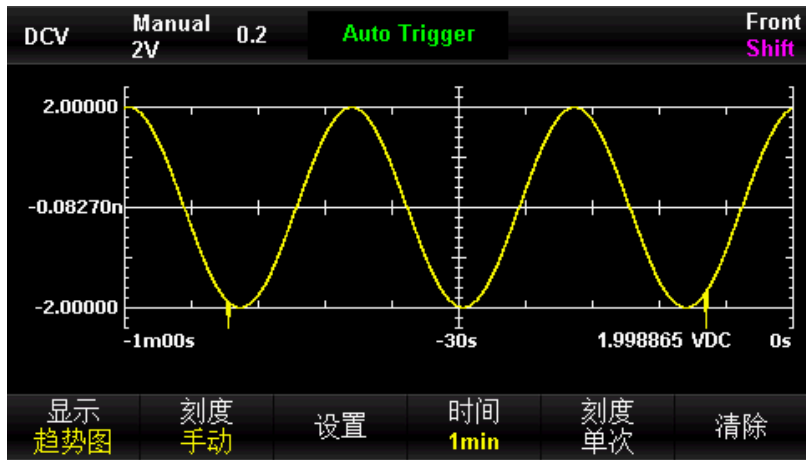 DCV Manual 0.2 Auto Trigger Front
2V Shift
2.00000
-0.08270n
-2.00000
-1m00s -30s 1.998865 VDC 0s
显示 刻度 设置 时间 刻度 清除
趋势图 手动 1min 单次